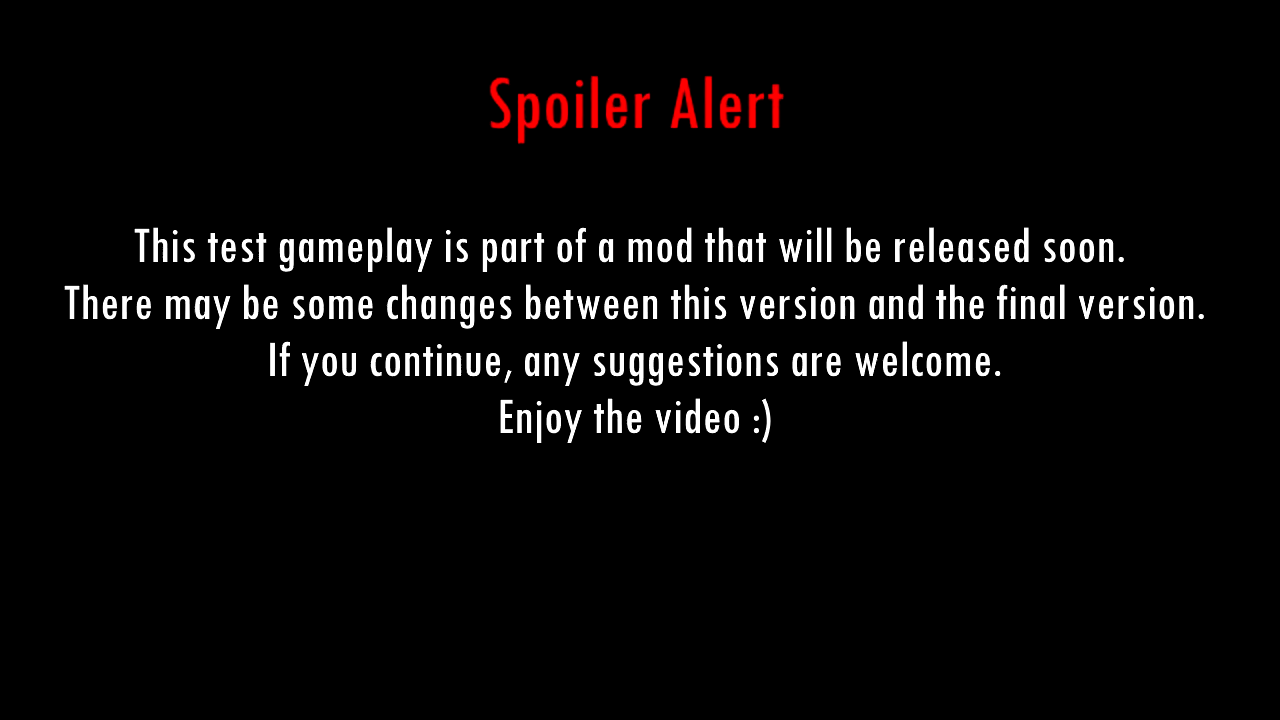 Spoiler Alert
This test gameplay is part of a mod that will be released soon.
There may be some changes between this version and the final version.
If you continue, any suggestions are welcome.
Enjoy the video :)